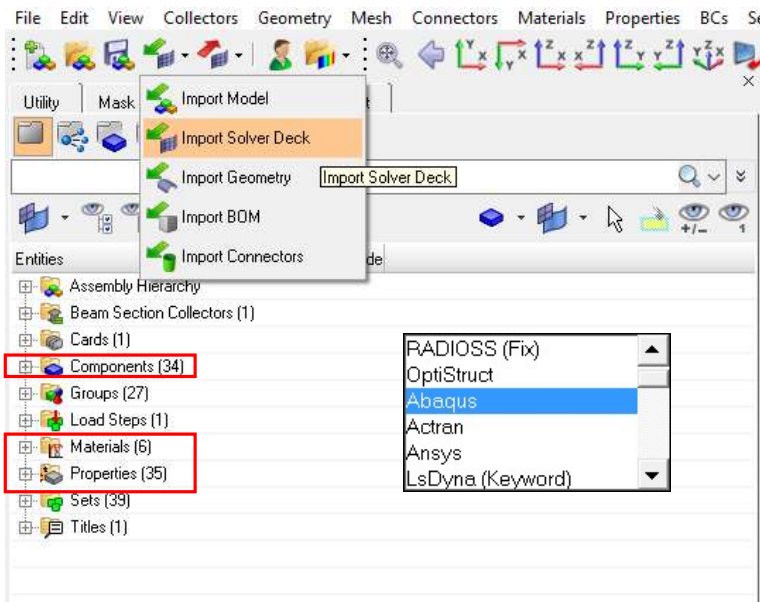 File Edit View Collectors Geometry Mesh Connectors Materials Properties BCs
Utility Mask
Import Model
Import Solver Deck
Import Geometry
Import Solver Deck
Import BOM
Import Connectors
Entities
Assembly Hierarchy
Beam Section Collectors (1)
Cards (1)
Components (34)
Groups (27)
Load Steps (1)
Materials (6)
Properties (35)
Sets (39)
Titles (1)
RADIOSS (Fix)
OptiStruct
Abaqus
Actran
Ansys
LsDyna (Keyword)